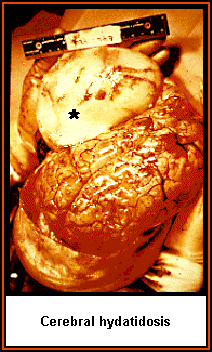 *
Cerebral hydatidosis